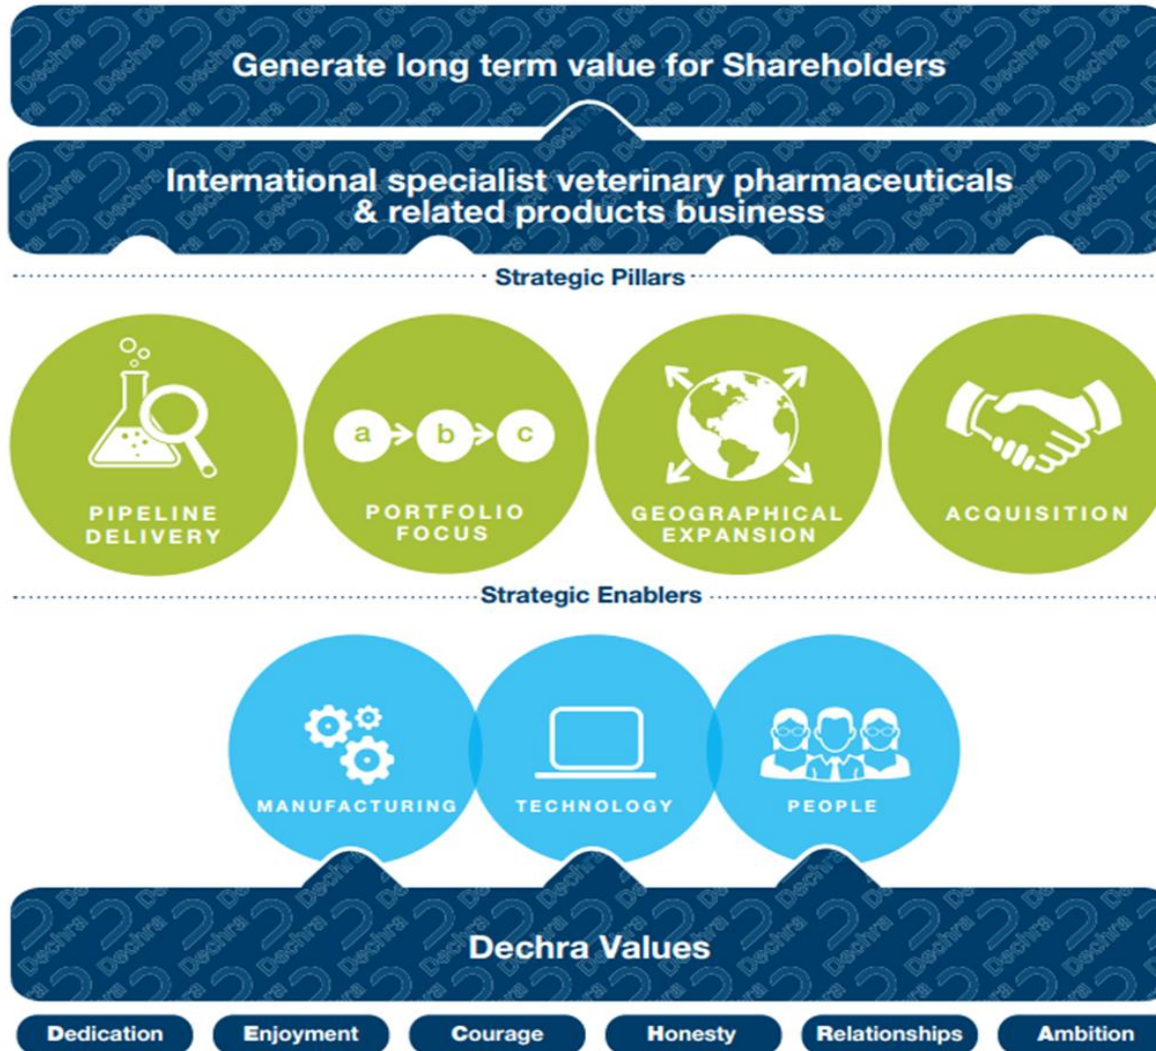 Generate long term value for Shareholders
International specialist veterinary pharmaceuticals
& related products business
Strategic Pillars
PIPELINE
DELIVERY
a b c
PORTFOLIO
FOCUS
GEOGRAPHICAL
EXPANSION
ACQUISITION
Strategic Enablers
MANUFACTURING
TECHNOLOGY
PEOPLE
Dechra Values
Dedication
Enjoyment
Courage
Honesty
Relationships
Ambition